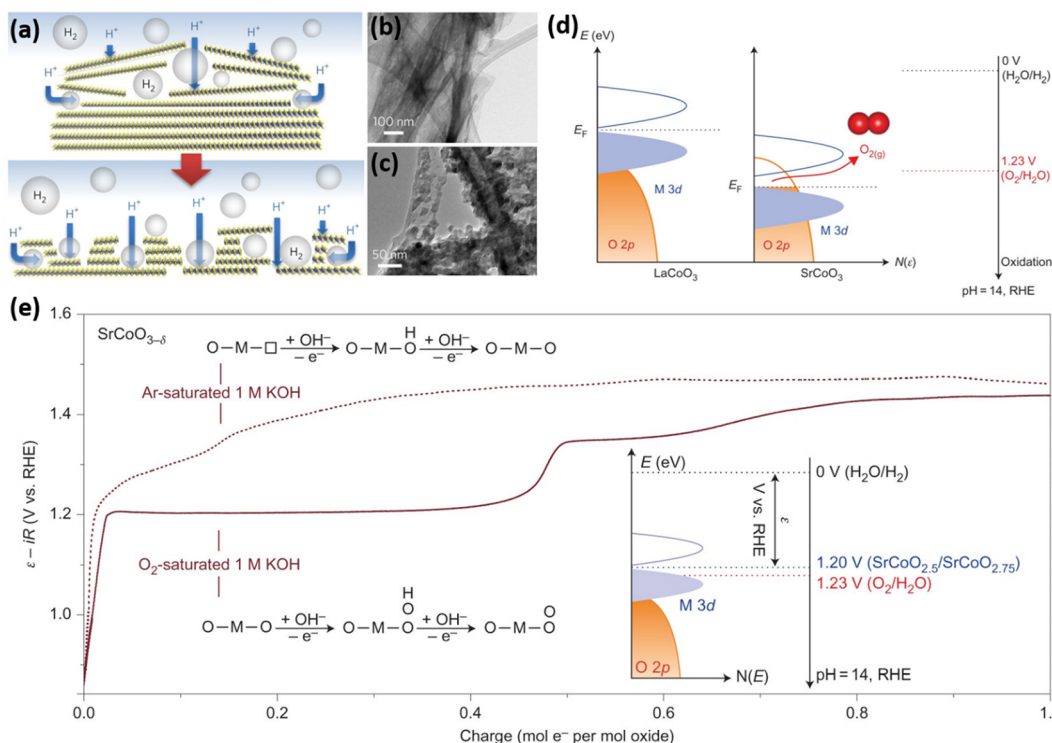 (a)
H₂
H⁺
H⁺
H⁺
H⁺
H₂
H⁺
H₂
H⁺
H⁺
H⁺
H⁺
H⁺
H⁺
H⁺
H₂
(b)
100 nm
(c)
50 nm
(d)
E (eV)
E_F
M 3d
O 2p
LaCoO₃
E_F
O₂(g)
M 3d
O 2p
SrCoO₃
N(ε)
0 V
(H₂O/H₂)
1.23 V
(O₂/H₂O)
Oxidation
pH = 14, RHE
(e)
1.6
1.4
1.2
1.0
ε – iR (V vs. RHE)
SrCoO₃₋δ
H
O–M–□ + OH⁻ – e⁻ O–M–O + OH⁻ – e⁻ O–M–O
Ar-saturated 1 M KOH
O₂-saturated 1 M KOH
H
O O
O–M–O + OH⁻ – e⁻ O–M–O + OH⁻ – e⁻ O–M–O
E (eV)
0 V (H₂O/H₂)
ε
V vs. RHE
1.20 V (SrCoO₂.₅/SrCoO₂.₇₅)
1.23 V (O₂/H₂O)
M 3d
O 2p
N(E)
pH = 14, RHE
0.0 0.2 0.4 0.6 0.8 1.
Charge (mol e⁻ per mol oxide)